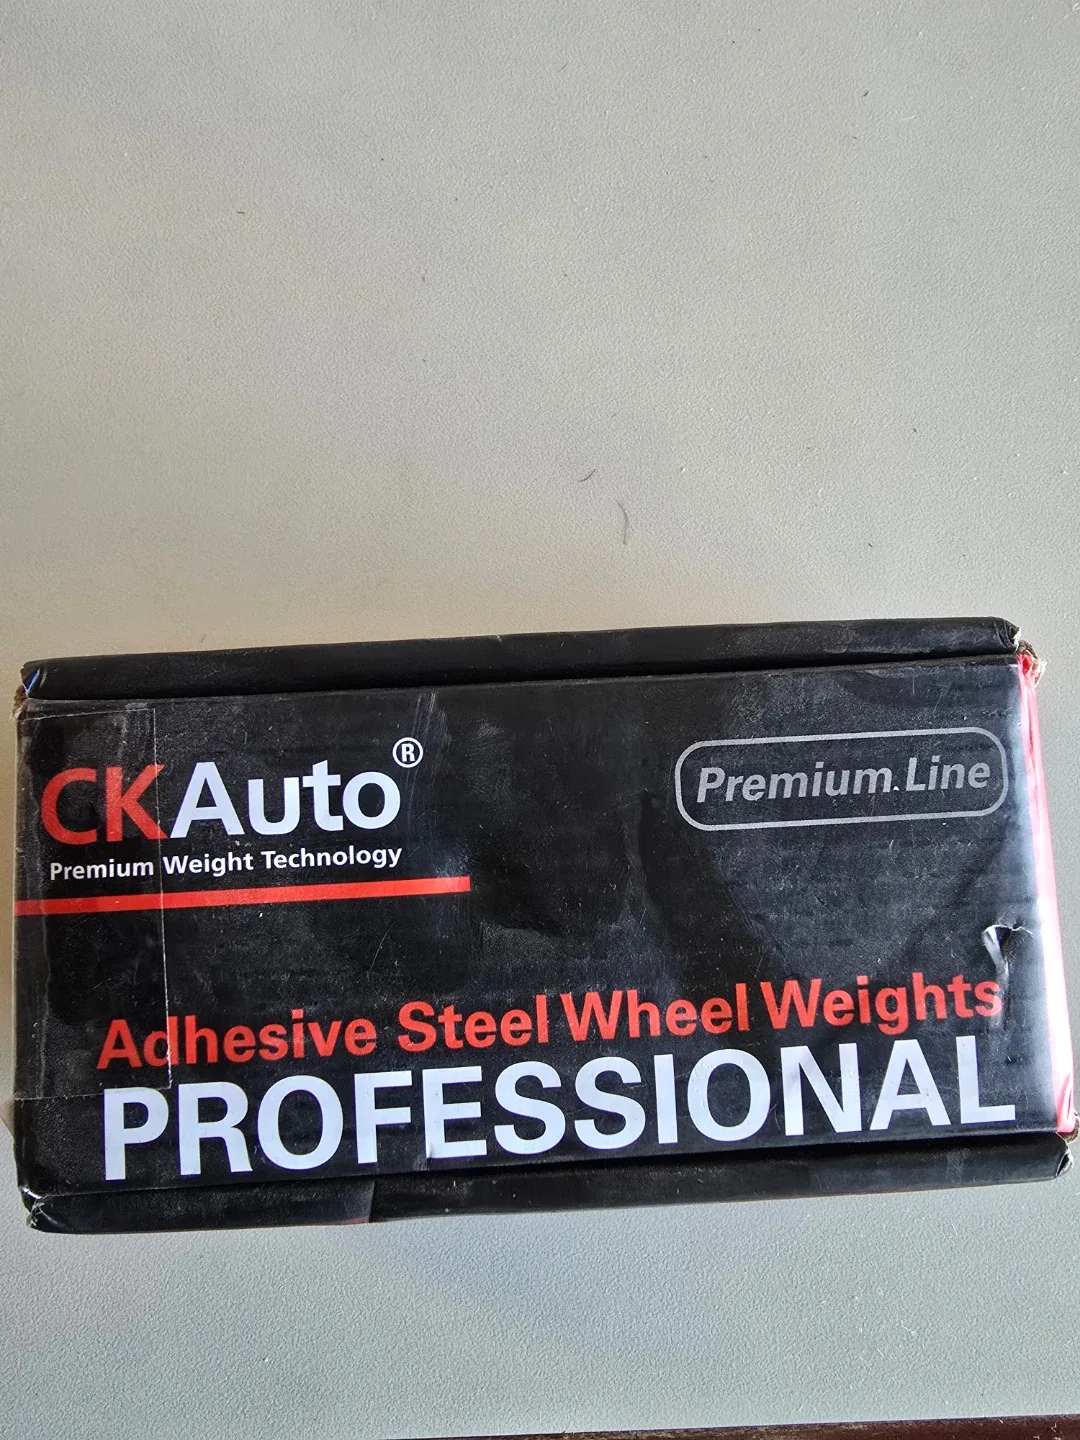 CKAuto®
Premium Weight Technology
Premium.Line
Adhesive Steel Wheel Weights
PROFESSIONAL